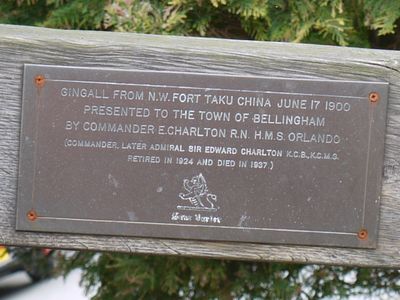 GINGALL FROM N.W. FORT TAKU CHINA JUNE 17 1900
PRESENTED TO THE TOWN OF BELLINGHAM
BY COMMANDER E. CHARLTON R.N. H.M.S. ORLANDO
(COMMANDER, LATER ADMIRAL SIR EDWARD CHARLTON K.C.B., K.C.M.G.
RETIRED IN 1924 AND DIED IN 1937.)